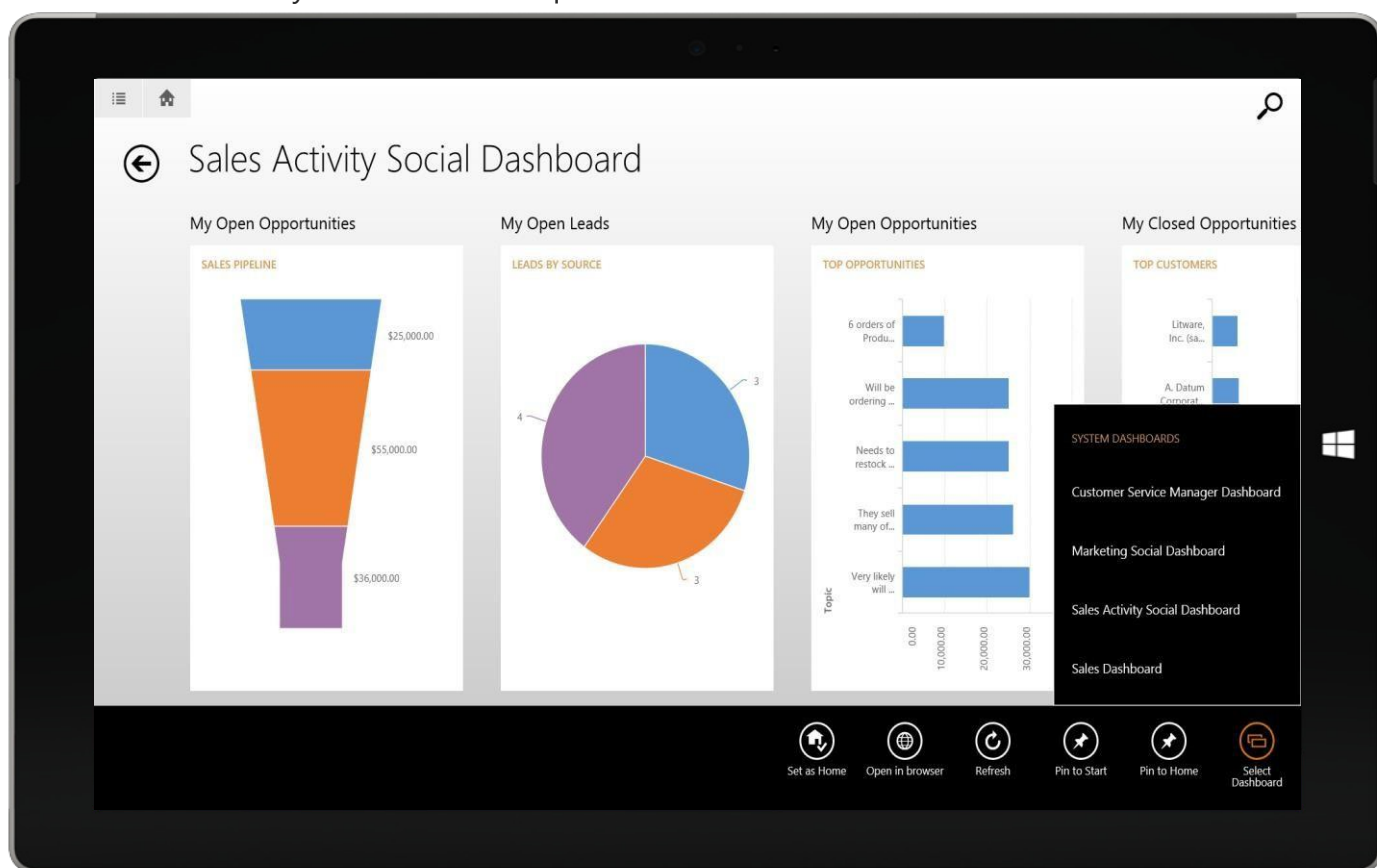 Sales Activity Social Dashboard
My Open Opportunities
SALES PIPELINE
$25,000.00
$55,000.00
$36,000.00
My Open Leads
LEADS BY SOURCE
3
4
3
My Open Opportunities
TOP OPPORTUNITIES
6 orders of
Produ...
Will be
ordering ...
Needs to
restock ...
They sell
many of...
Very likely
will ...
Topic
0.00
10,000.00
20,000.00
30,000.00
My Closed Opportunities
TOP CUSTOMERS
Litware,
Inc. (sa...
A. Datum
Corporat...
SYSTEM DASHBOARDS
Customer Service Manager Dashboard
Marketing Social Dashboard
Sales Activity Social Dashboard
Sales Dashboard
Set as Home
Open in browser
Refresh
Pin to Start
Pin to Home
Select
Dashboard